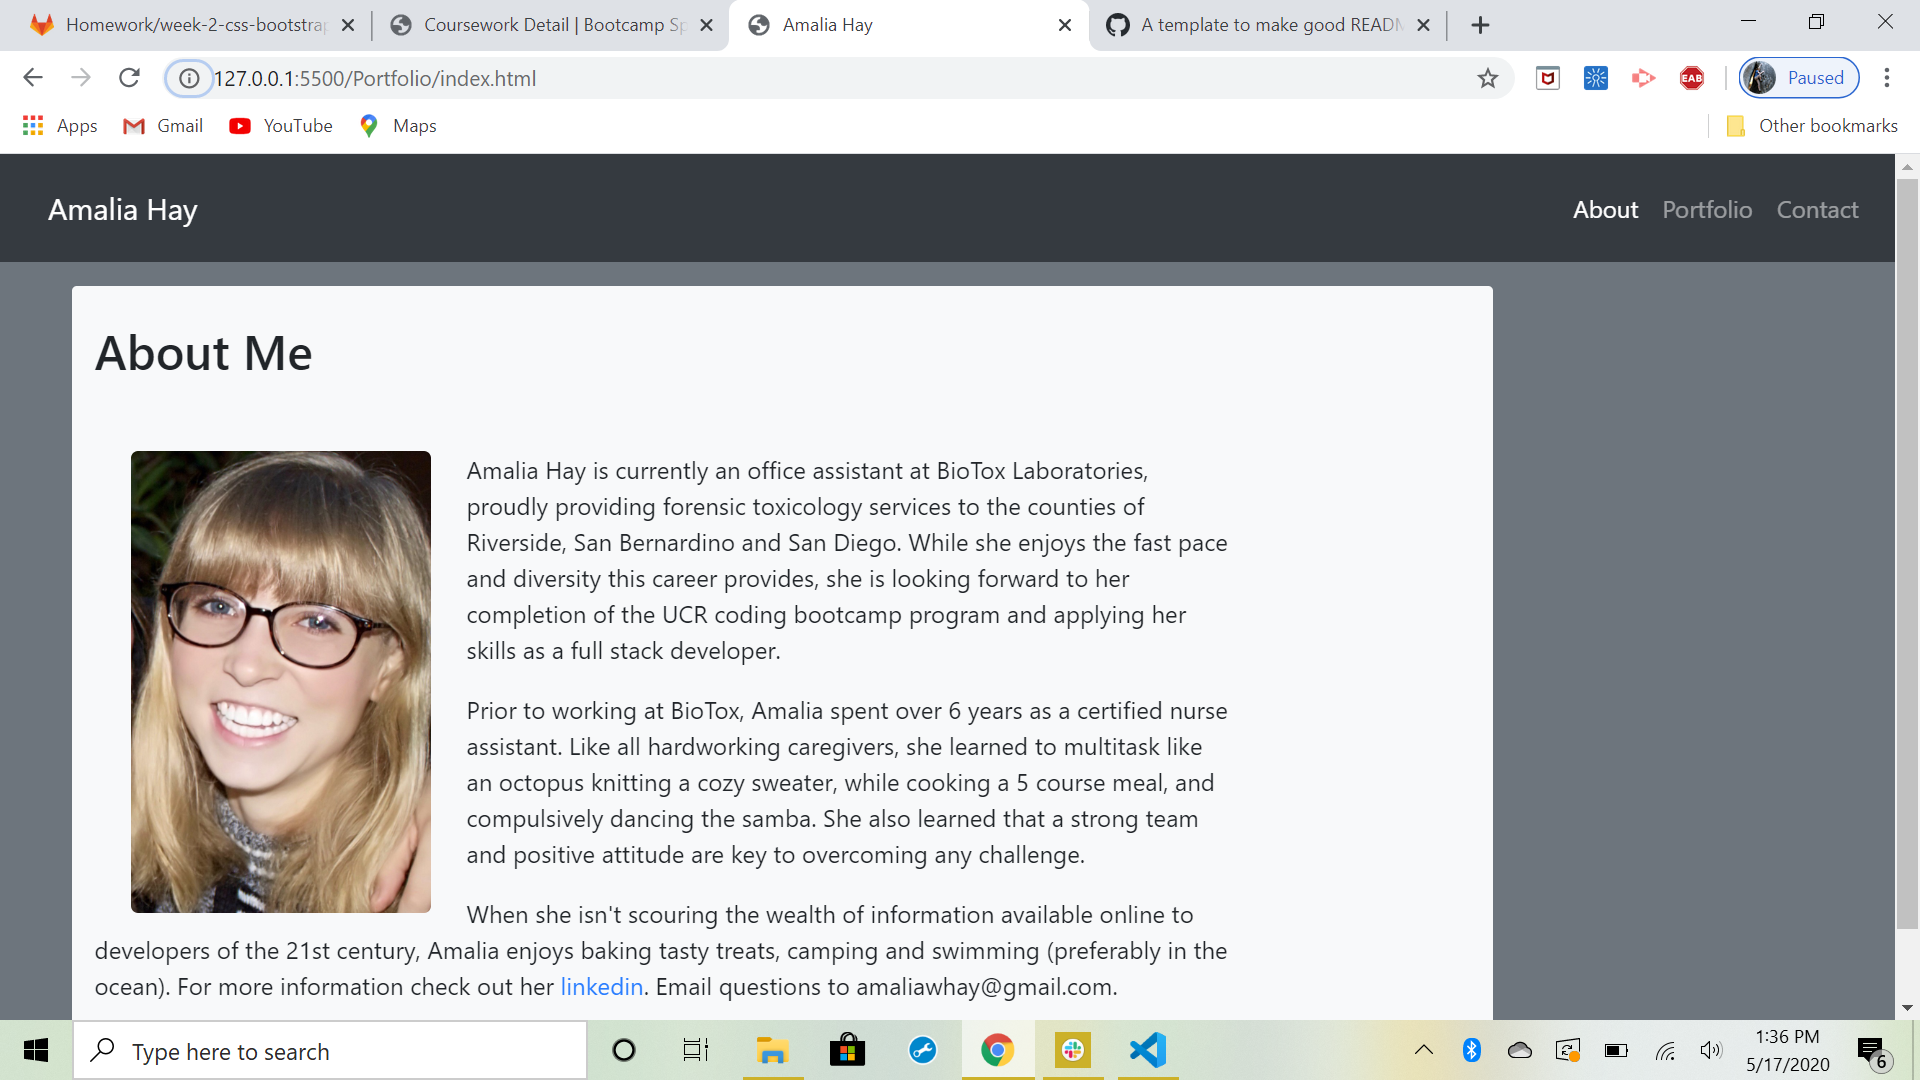 Homework/week-2-css-bootstrap
Coursework Detail | Bootcamp Sp
Amalia Hay
A template to make good READM
127.0.0.1:5500/Portfolio/index.html
EAB
Paused
Apps
Gmail
YouTube
Maps
Other bookmarks
Amalia Hay
About
Portfolio
Contact
About Me
Amalia Hay is currently an office assistant at BioTox Laboratories,
proudly providing forensic toxicology services to the counties of
Riverside, San Bernardino and San Diego. While she enjoys the fast pace
and diversity this career provides, she is looking forward to her
completion of the UCR coding bootcamp program and applying her
skills as a full stack developer.
Prior to working at BioTox, Amalia spent over 6 years as a certified nurse
assistant. Like all hardworking caregivers, she learned to multitask like
an octopus knitting a cozy sweater, while cooking a 5 course meal, and
compulsively dancing the samba. She also learned that a strong team
and positive attitude are key to overcoming any challenge.
When she isn't scouring the wealth of information available online to
developers of the 21st century, Amalia enjoys baking tasty treats, camping and swimming (preferably in the
ocean). For more information check out her linkedin. Email questions to amaliawhay@gmail.com.
Type here to search
1:36 PM
5/17/2020
6